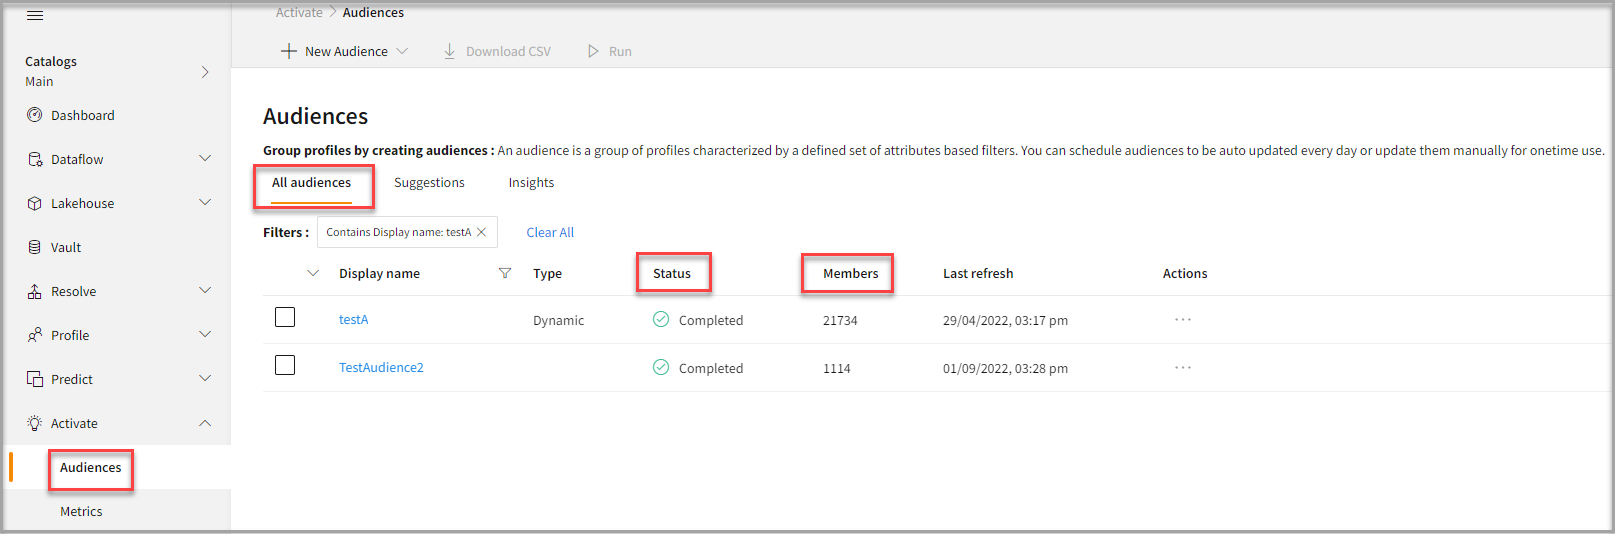 Activate > Audiences
New Audience Download CSV Run
Catalogs
Main
Dashboard
Dataflow
Lakehouse
Vault
Resolve
Profile
Predict
Activate
Audiences
Metrics
Audiences
Group profiles by creating audiences : An audience is a group of profiles characterized by a defined set of attributes based filters. You can schedule audiences to be auto updated every day or update them manually for onetime use.
All audiences Suggestions Insights
Filters : Contains Display name: testA Clear All
Display name Type Status Members Last refresh Actions
testA Dynamic Completed 21734 29/04/2022, 03:17 pm
TestAudience2 Completed 1114 01/09/2022, 03:28 pm